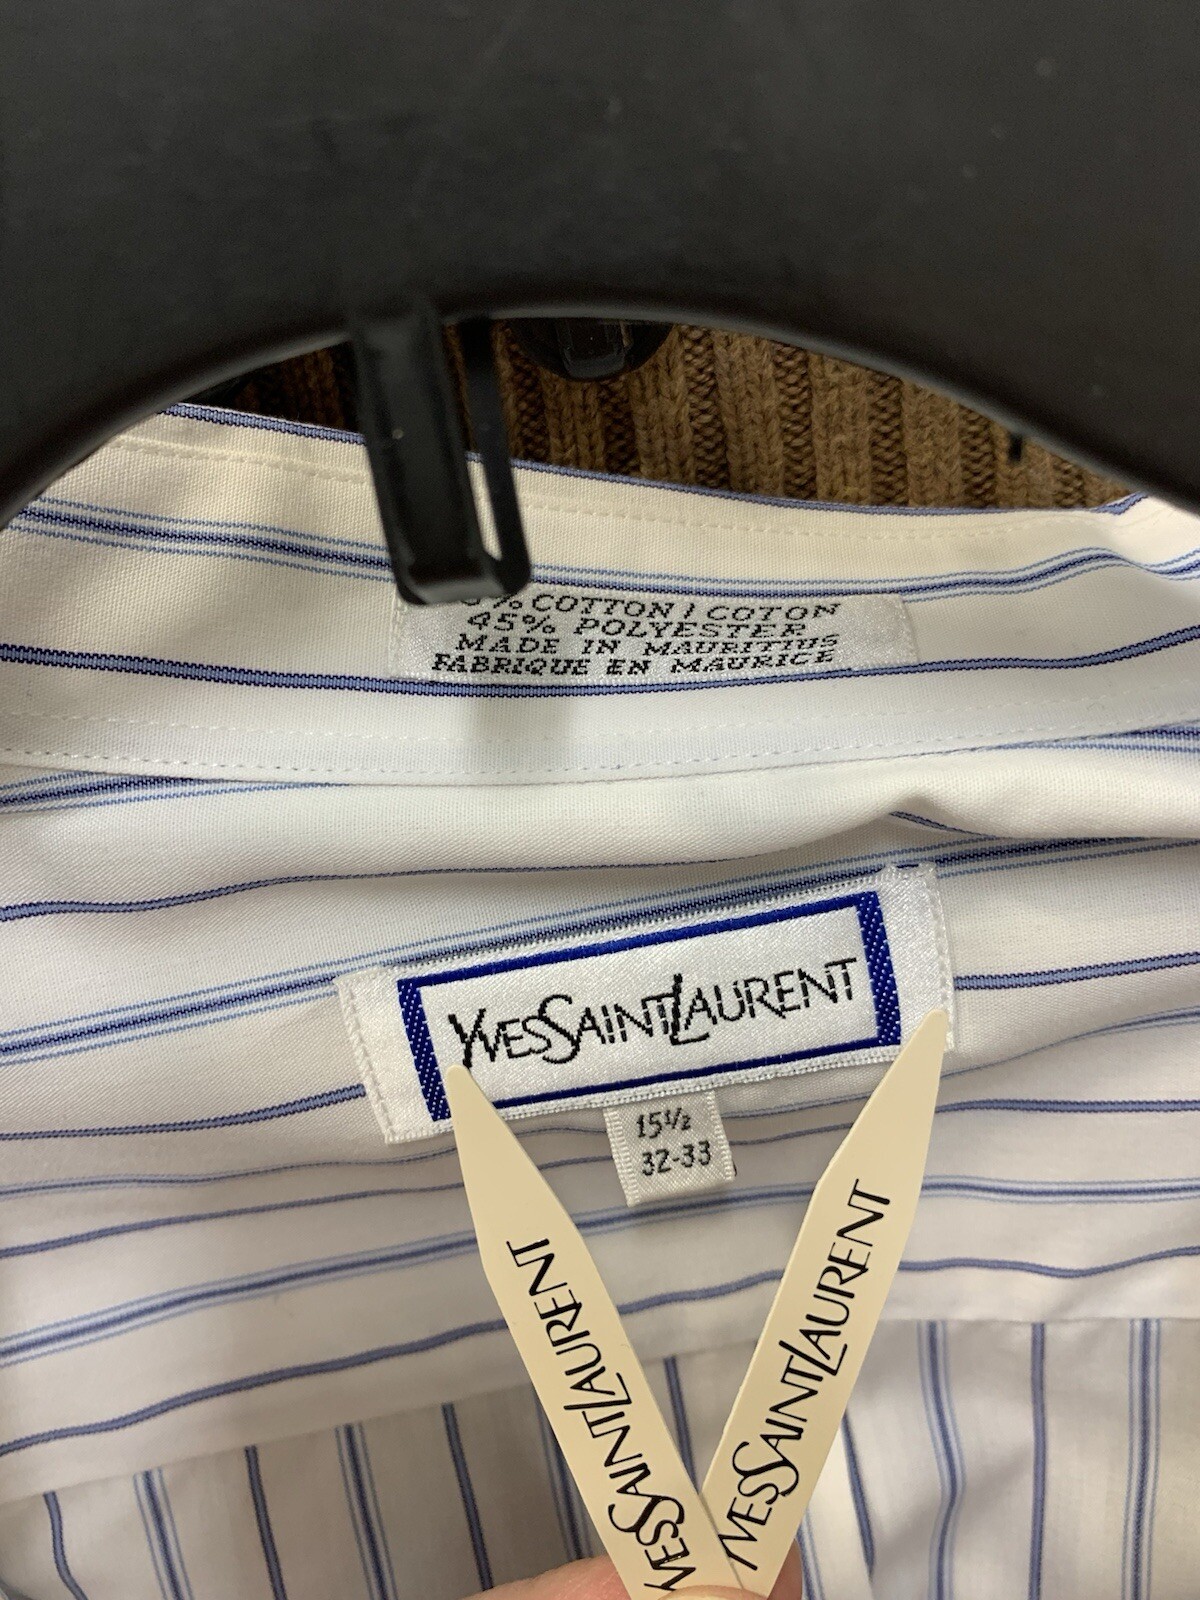 % COTTON / COTON
45% POLYESTER
MADE IN MAURITIUS
FABRIQUE EN MAURICE
YVESSAINTLAURENT
15½
32-33
YVESSAINTLAURENT
YVESSAINTLAURENT